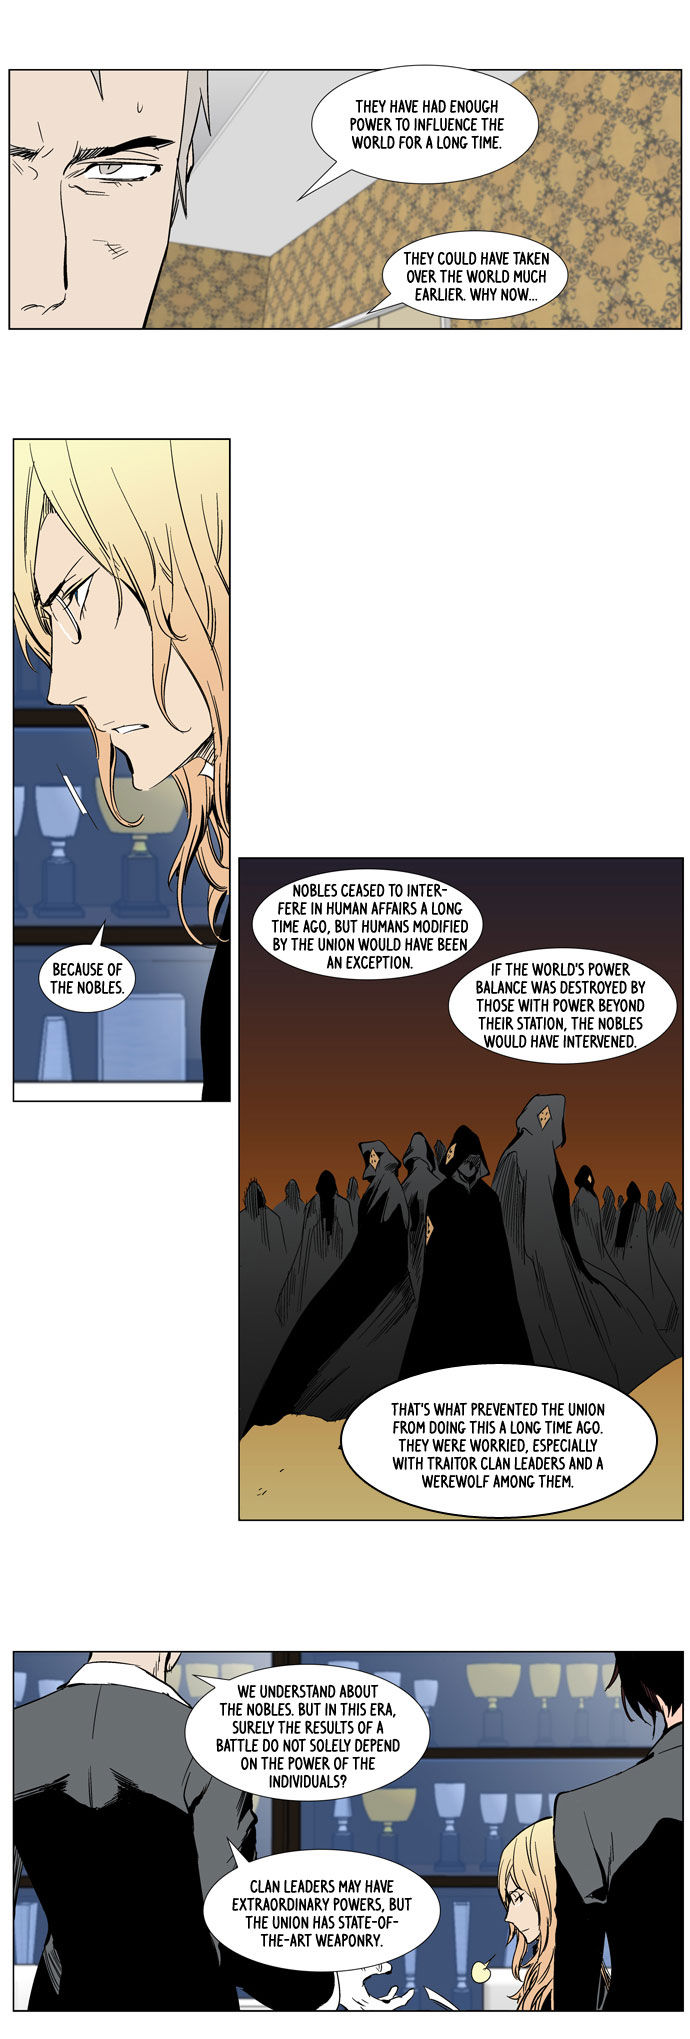 THEY HAVE HAD ENOUGH
POWER TO INFLUENCE THE
WORLD FOR A LONG TIME.
THEY COULD HAVE TAKEN
OVER THE WORLD MUCH
EARLIER. WHY NOW...
BECAUSE OF
THE NOBLES.
NOBLES CEASED TO INTER-
FERE IN HUMAN AFFAIRS A LONG
TIME AGO, BUT HUMANS MODIFIED
BY THE UNION WOULD HAVE BEEN
AN EXCEPTION.
IF THE WORLD'S POWER
BALANCE WAS DESTROYED BY
THOSE WITH POWER BEYOND
THEIR STATION, THE NOBLES
WOULD HAVE INTERVENED.
THAT'S WHAT PREVENTED THE UNION
FROM DOING THIS A LONG TIME AGO.
THEY WERE WORRIED, ESPECIALLY
WITH TRAITOR CLAN LEADERS AND A
WEREWOLF AMONG THEM.
WE UNDERSTAND ABOUT
THE NOBLES. BUT IN THIS ERA,
SURELY THE RESULTS OF A
BATTLE DO NOT SOLELY DEPEND
ON THE POWER OF THE
INDIVIDUALS?
CLAN LEADERS MAY HAVE
EXTRAORDINARY POWERS, BUT
THE UNION HAS STATE-OF-
THE-ART WEAPONRY.